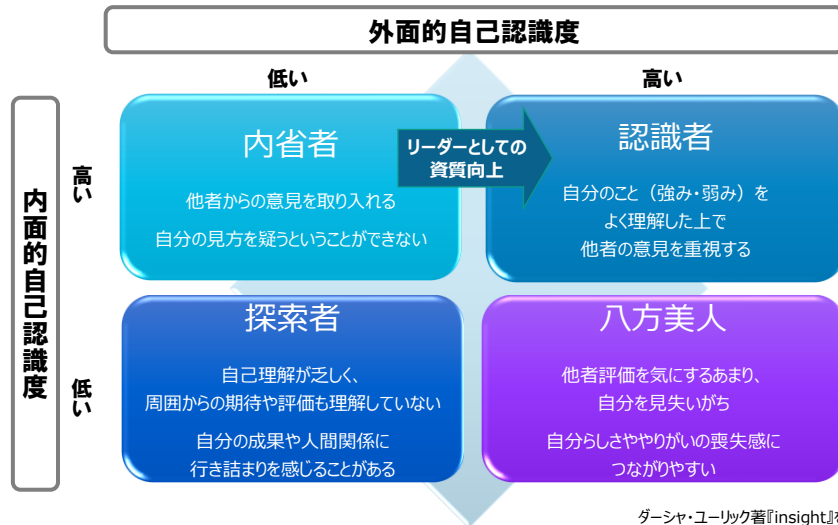 外面的自己認識度
低い
高い
内面的自己認識度
高い
内省者
他者からの意見を取り入れる
自分の見方を疑うということができない
リーダーとしての
資質向上
認識者
自分のこと（強み・弱み）を
よく理解した上で
他者の意見を重視する
低い
探索者
自己理解が乏しく、
周囲からの期待や評価も理解していない
自分の成果や人間関係に
行き詰まりを感じることがある
八方美人
他者評価を気にするあまり、
自分を見失いがち
自分らしさややりがいの喪失感に
つながりやすい
ダーシャ・ユーリック著『insight』を